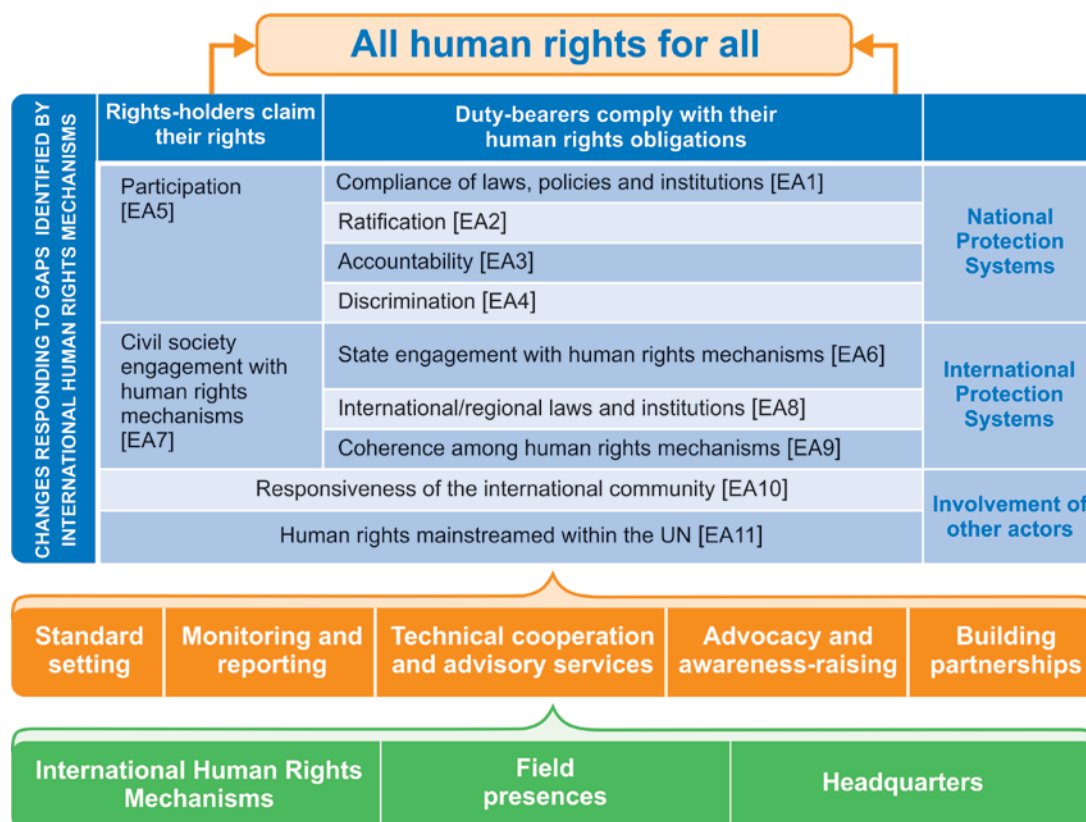 All human rights for all
CHANGES RESPONDING TO GAPS IDENTIFIED BY
INTERNATIONAL HUMAN RIGHTS MECHANISMS
Rights-holders claim
their rights
Duty-bearers comply with their
human rights obligations
Participation
[EA5]
Compliance of laws, policies and institutions [EA1]
Ratification [EA2]
Accountability [EA3]
Discrimination [EA4]
National
Protection
Systems
Civil society
engagement with
human rights
mechanisms
[EA7]
State engagement with human rights mechanisms [EA6]
International/regional laws and institutions [EA8]
Coherence among human rights mechanisms [EA9]
International
Protection
Systems
Responsiveness of the international community [EA10]
Human rights mainstreamed within the UN [EA11]
Involvement of
other actors
Standard
setting
Monitoring and
reporting
Technical cooperation
and advisory services
Advocacy and
awareness-raising
Building
partnerships
International Human Rights
Mechanisms
Field
presences
Headquarters